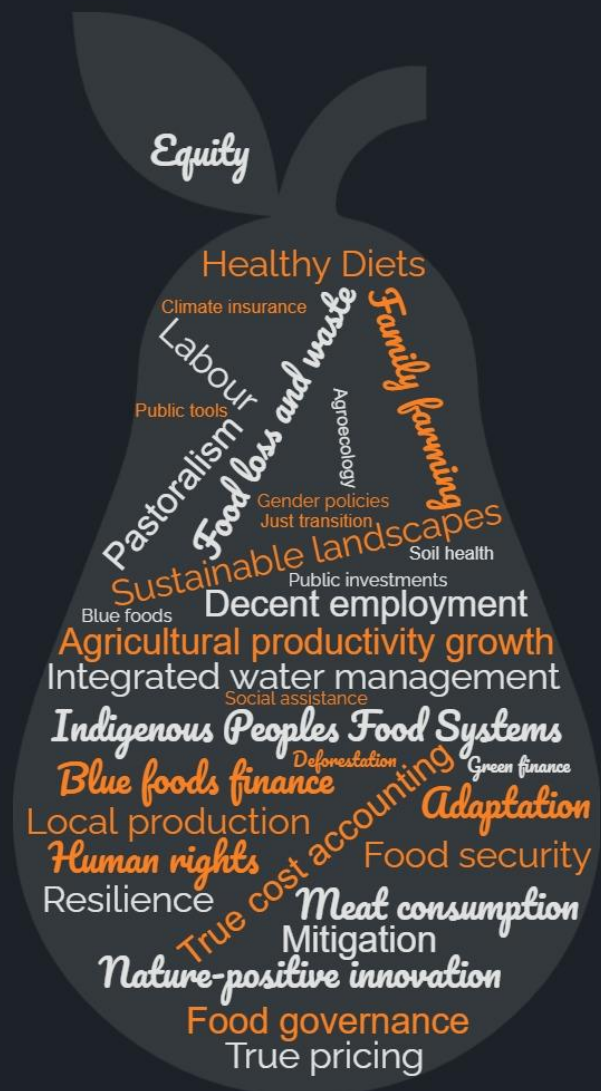 Equity
Healthy Diets
Climate insurance
Labour
Food loss and waste
Family farming
Public tools
Agroecology
Pastoralism
Gender policies
Just transition
Sustainable landscapes
Soil health
Public investments
Blue foods
Decent employment
Agricultural productivity growth
Integrated water management
Social assistance
Indigenous Peoples Food Systems
Deforestation
Green finance
Blue foods finance
Adaptation
True cost accounting
Local production
Human rights
Food security
Resilience
Meat consumption
Mitigation
Nature-positive innovation
Food governance
True pricing